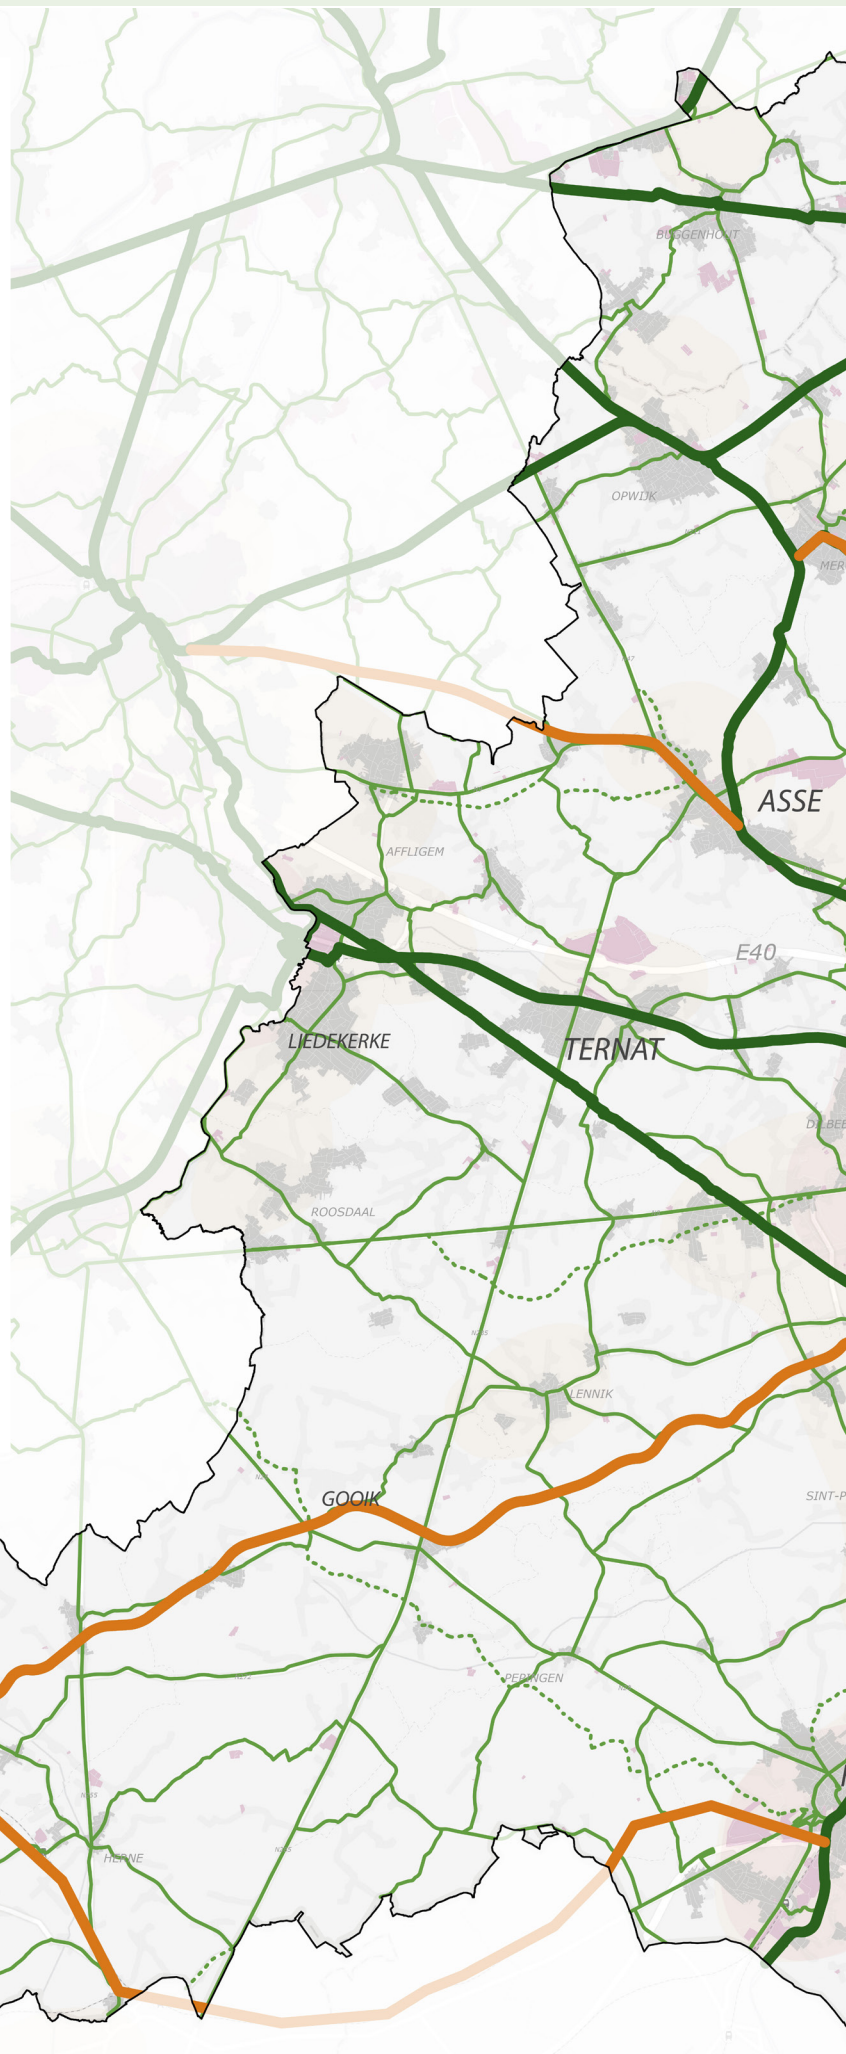 BUGGENHOUT
OPWIJK
MER
ASSE
AFFLIGEM
E40
LIEDEKERKE
TERNAT
DILBEE
ROOSDAAL
LENNIK
GOOIK
SINT-P
PEPINGEN
HERNE